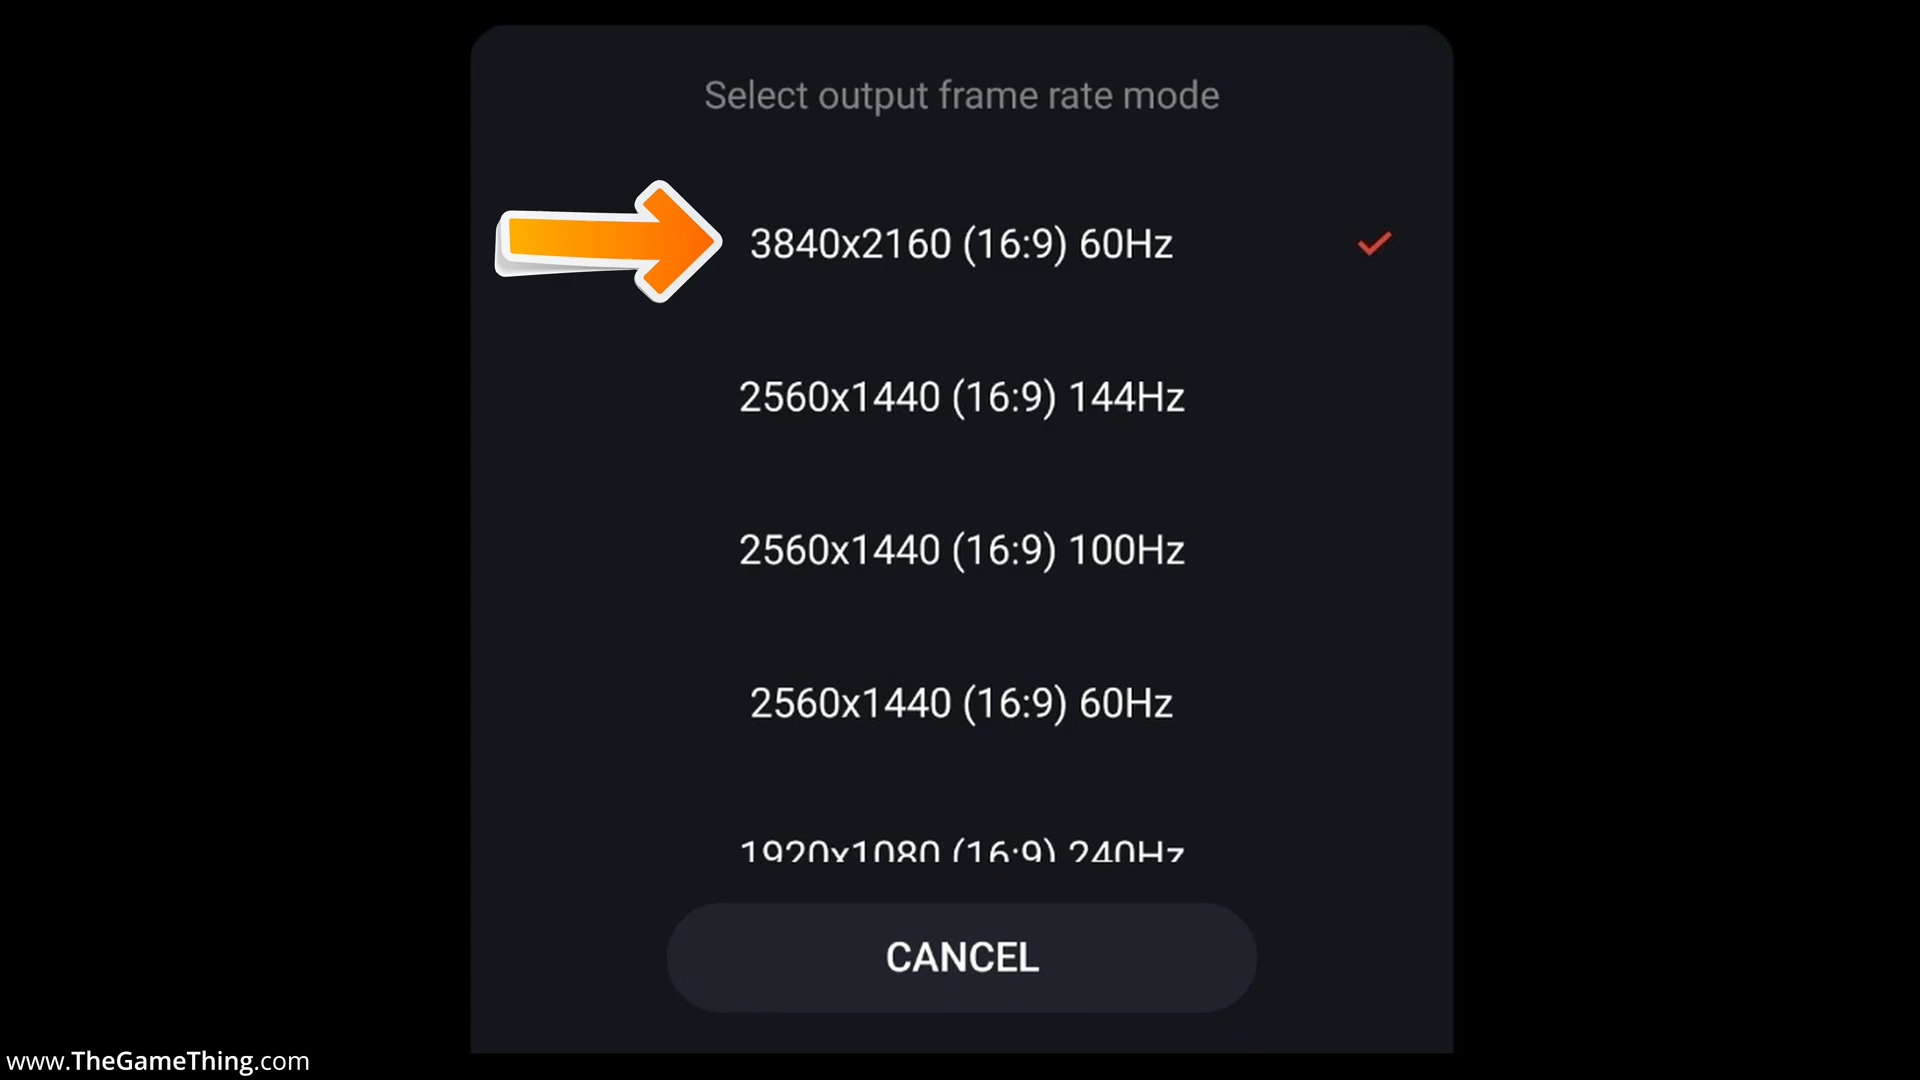 Select output frame rate mode
3840x2160 (16:9) 60Hz
2560x1440 (16:9) 144Hz
2560x1440 (16:9) 100Hz
2560x1440 (16:9) 60Hz
1920x1080 (16:9) 240Hz
CANCEL
www.TheGameThing.com